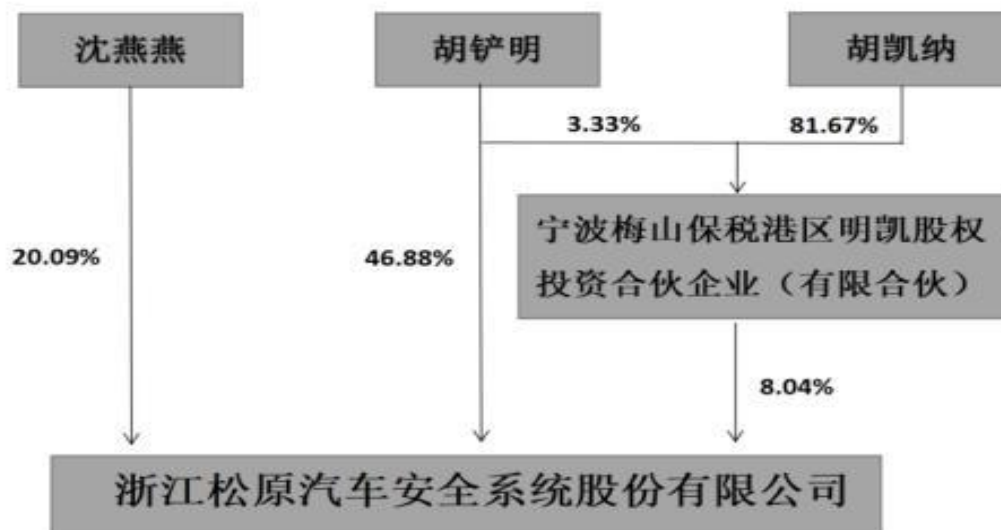 沈燕燕
胡铲明
胡凯纳
3.33%
81.67%
宁波梅山保税港区明凯股权
投资合伙企业（有限合伙）
20.09%
46.88%
8.04%
浙江松原汽车安全系统股份有限公司